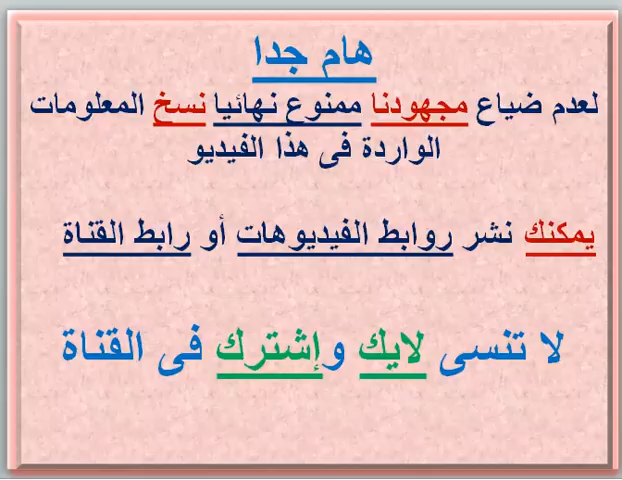 هام جدا
لعدم ضياع مجهودنا ممنوع نهائيا نسخ المعلومات
الواردة فى هذا الفيديو
يمكنك نشر روابط الفيديوهات أو رابط القناة
لا تنسى لايك وإشترك فى القناة